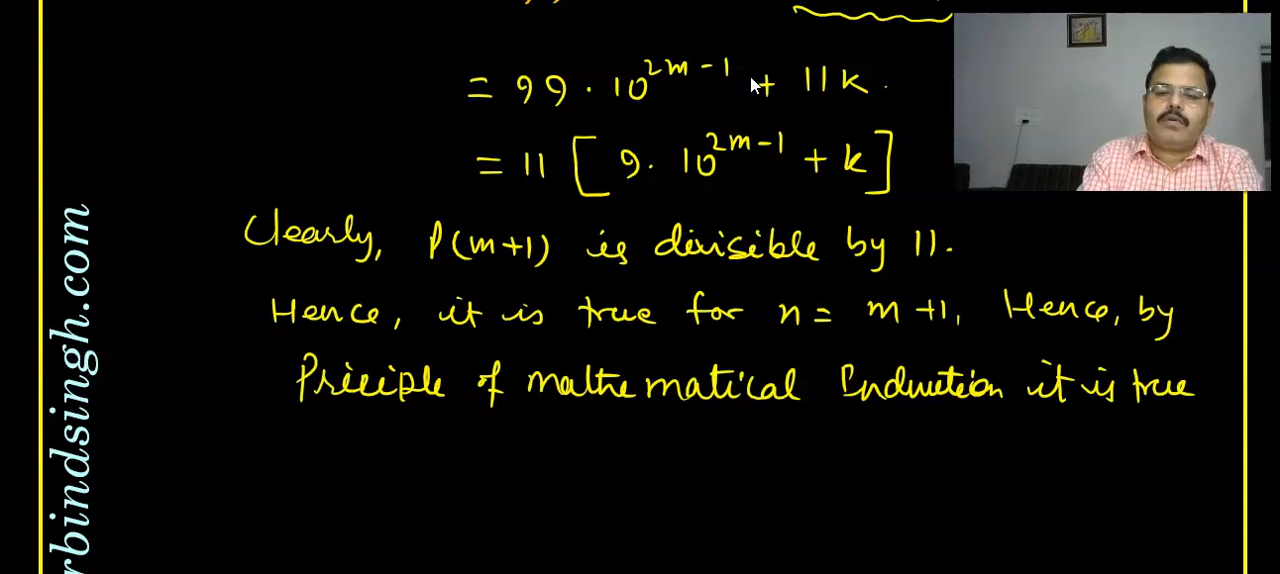 = 99 · 10^{2m-1} + 11k.
= 11 [ 9 · 10^{2m-1} + k ]
Clearly, P(m+1) is divisible by 11.
Hence, it is true for n = m+1, Hence, by
Priciple of mathematical Induction it is true
rbindsingh.com